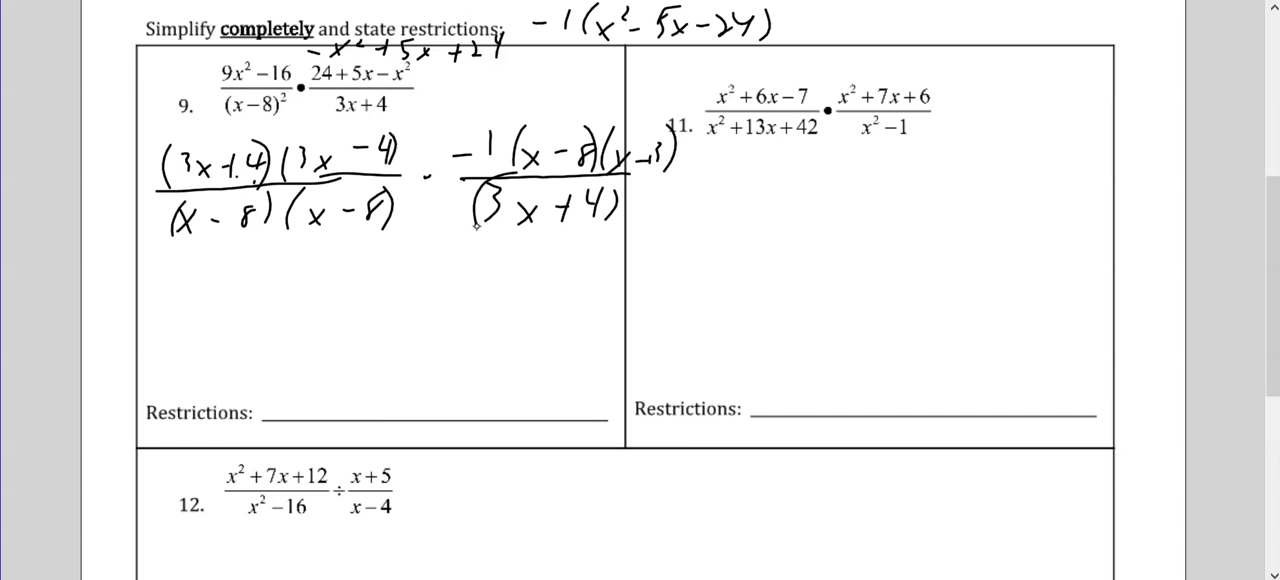 Simplify completely and state restrictions:
-1(x² - 5x - 24)
-x² + 5x + 24
9. (9x² - 16)/((x - 8)²) • (24 + 5x - x²)/(3x + 4)
(3x + 4)(3x - 4)/(x - 8)(x - 8) · -1(x - 8)(x + 3)/(3x + 4)
Restrictions:
11. (x² + 6x - 7)/(x² + 13x + 42) • (x² + 7x + 6)/(x² - 1)
Restrictions:
12. (x² + 7x + 12)/(x² - 16) ÷ (x + 5)/(x - 4)